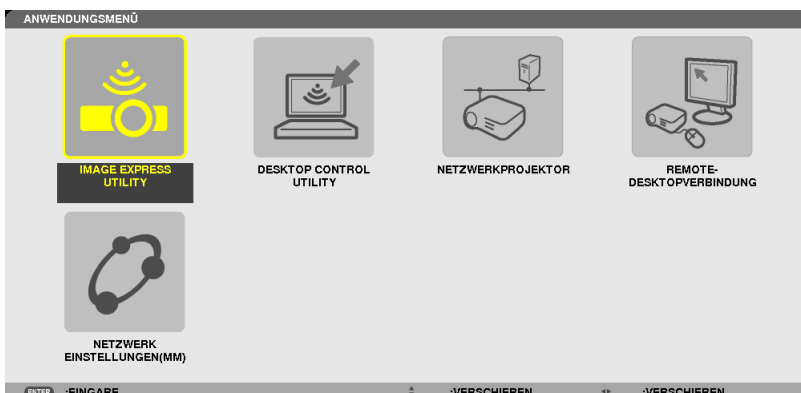 ANWENDUNGSMENÜ
IMAGE EXPRESS
UTILITY
DESKTOP CONTROL
UTILITY
NETZWERKPROJEKTOR
REMOTE-
DESKTOPVERBINDUNG
NETZWERK
EINSTELLUNGEN(MM)
ENTER :EINGABE :VERSCHIEBEN :VERSCHIEBEN